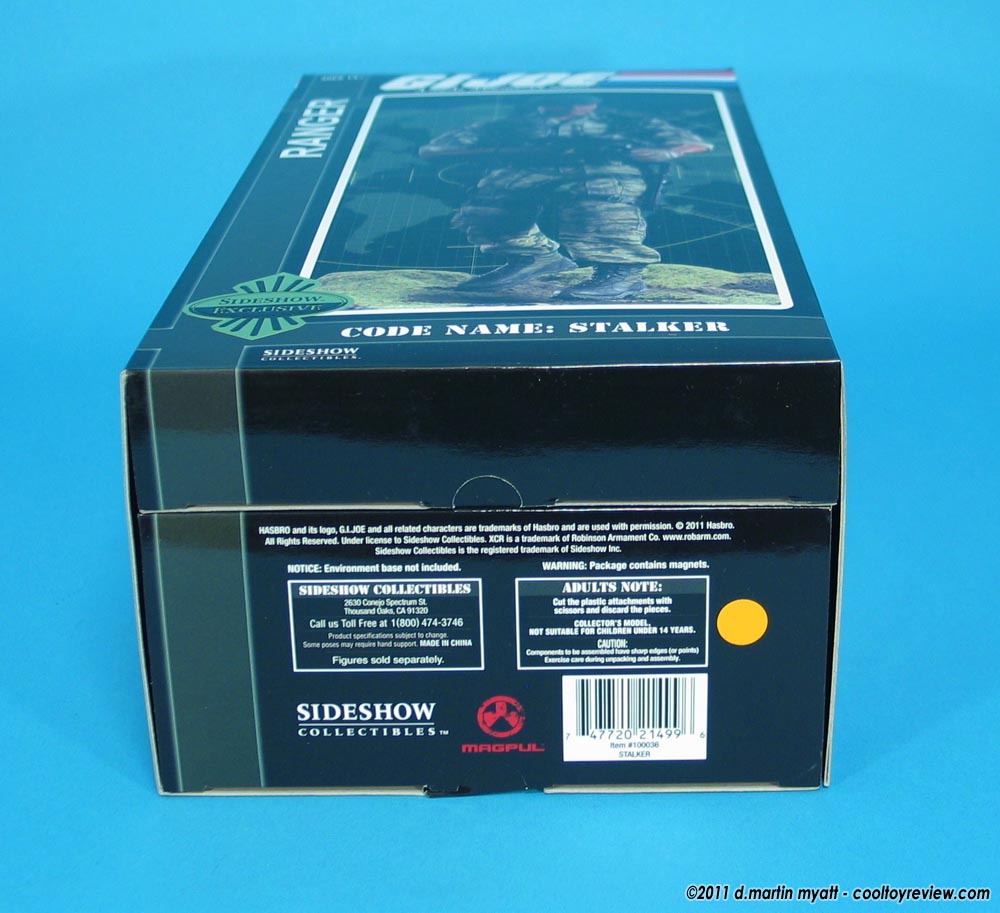 G.I. JOE
RANGER
SIDESHOW
EXCLUSIVE
CODE NAME: STALKER
SIDESHOW
COLLECTIBLES.
HASBRO and its logo, G.I.JOE and all related characters are trademarks of Hasbro and are used with permission. © 2011 Hasbro.
All Rights Reserved. Under license to Sideshow Collectibles. XCR is a trademark of Robinson Armament Co. www.robarm.com.
Sideshow Collectibles is the registered trademark of Sideshow Inc.
NOTICE: Environment base not included.
WARNING: Package contains magnets.
SIDESHOW COLLECTIBLES
2630 Conejo Spectrum St.
Thousand Oaks, CA 91320
Call us Toll Free at 1(800) 474-3746
Product specifications subject to change.
Some poses may require hand support. MADE IN CHINA
Figures sold separately.
ADULTS NOTE:
Cut the plastic attachments with
scissors and discard the pieces.
COLLECTOR'S MODEL.
NOT SUITABLE FOR CHILDREN UNDER 14 YEARS.
CAUTION:
Components to be assembled have sharp edges (or points)
Exercise care during unpacking and assembly.
SIDESHOW
COLLECTIBLES™
MAGPUL
7 47720 21499 6
Item #100036
STALKER
©2011 d.martin myatt - cooltoyreview.com